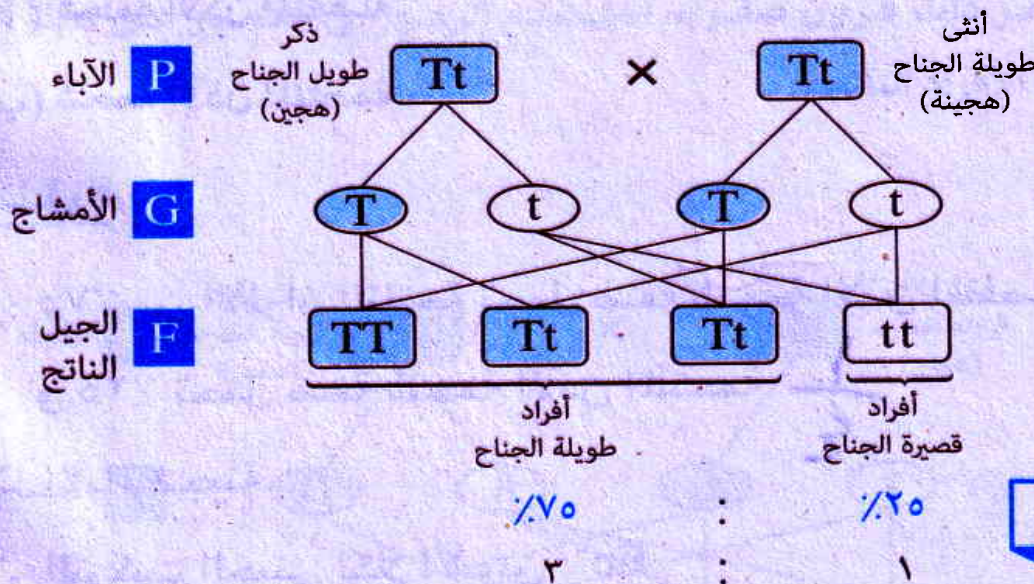 ذكر
طويل الجناح
(هجين)
أنثى
طويلة الجناح
(هجينة)
P الآباء
Tt × Tt
G الأمشاج
T t T t
F الجيل
الناتج
TT Tt Tt tt
أفراد
طويلة الجناح
أفراد
قصيرة الجناح
٪٧٥ : ٪٢٥
٣ : ١